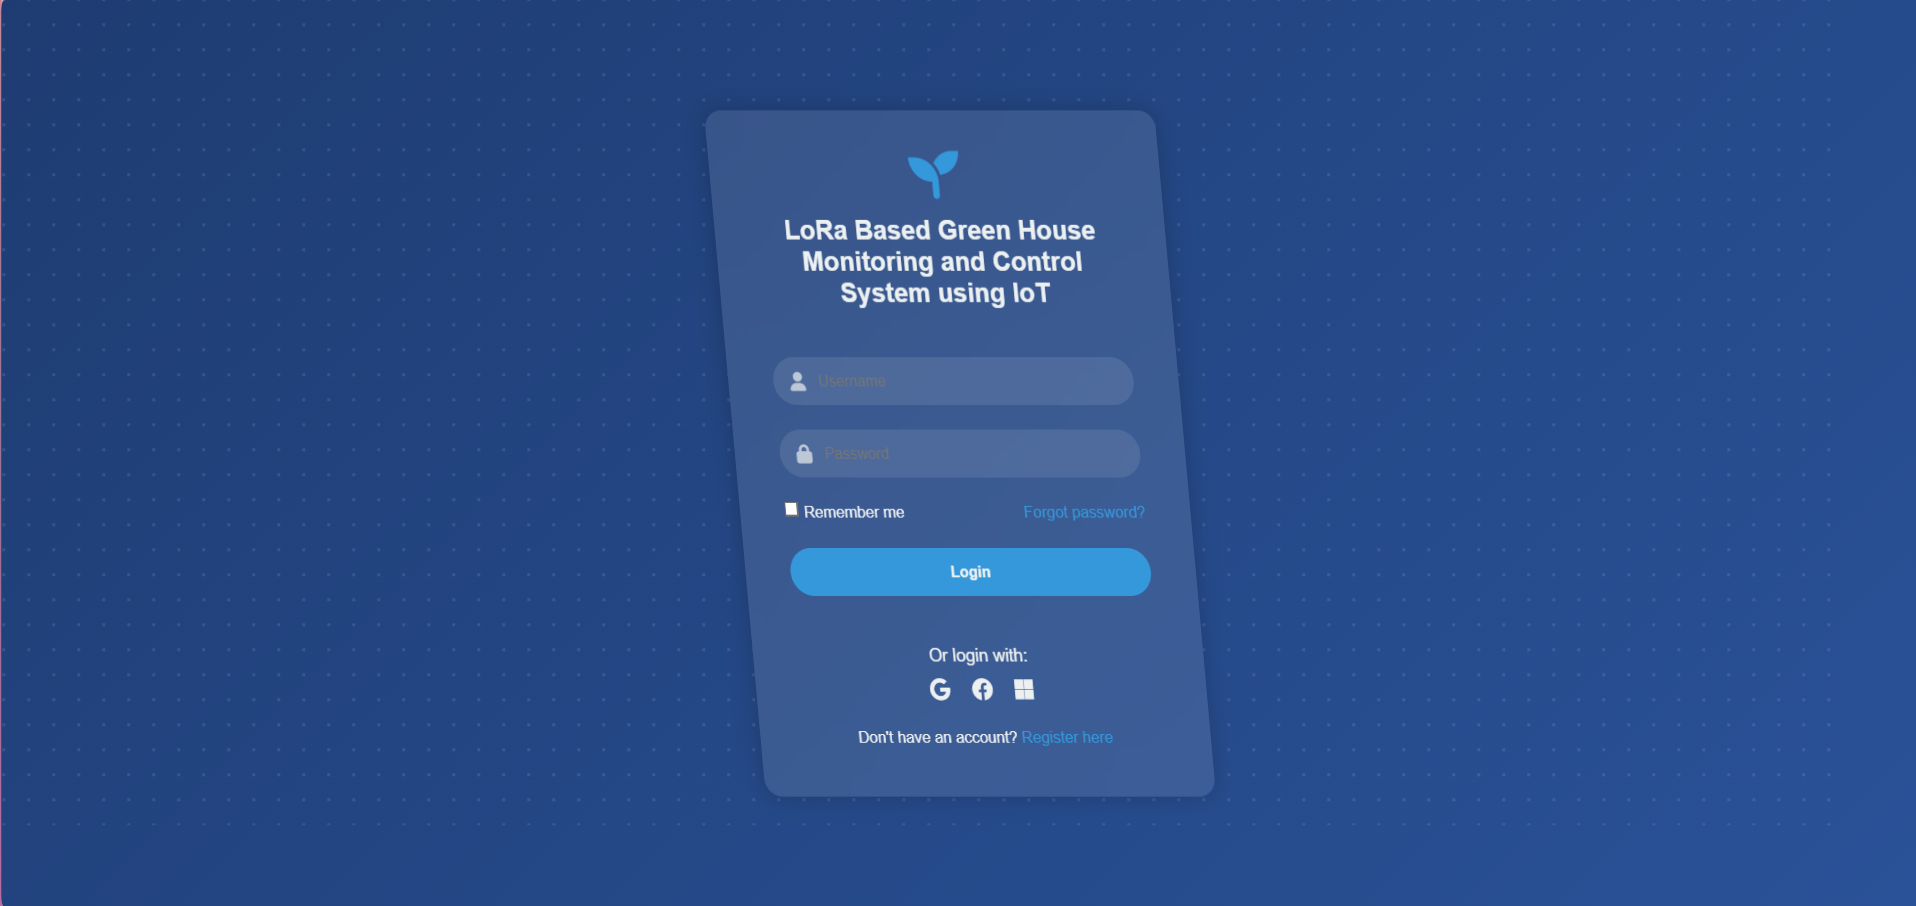 LoRa Based Green House
Monitoring and Control
System using IoT
Username
Password
Remember me
Forgot password?
Login
Or login with:
Don't have an account? Register here